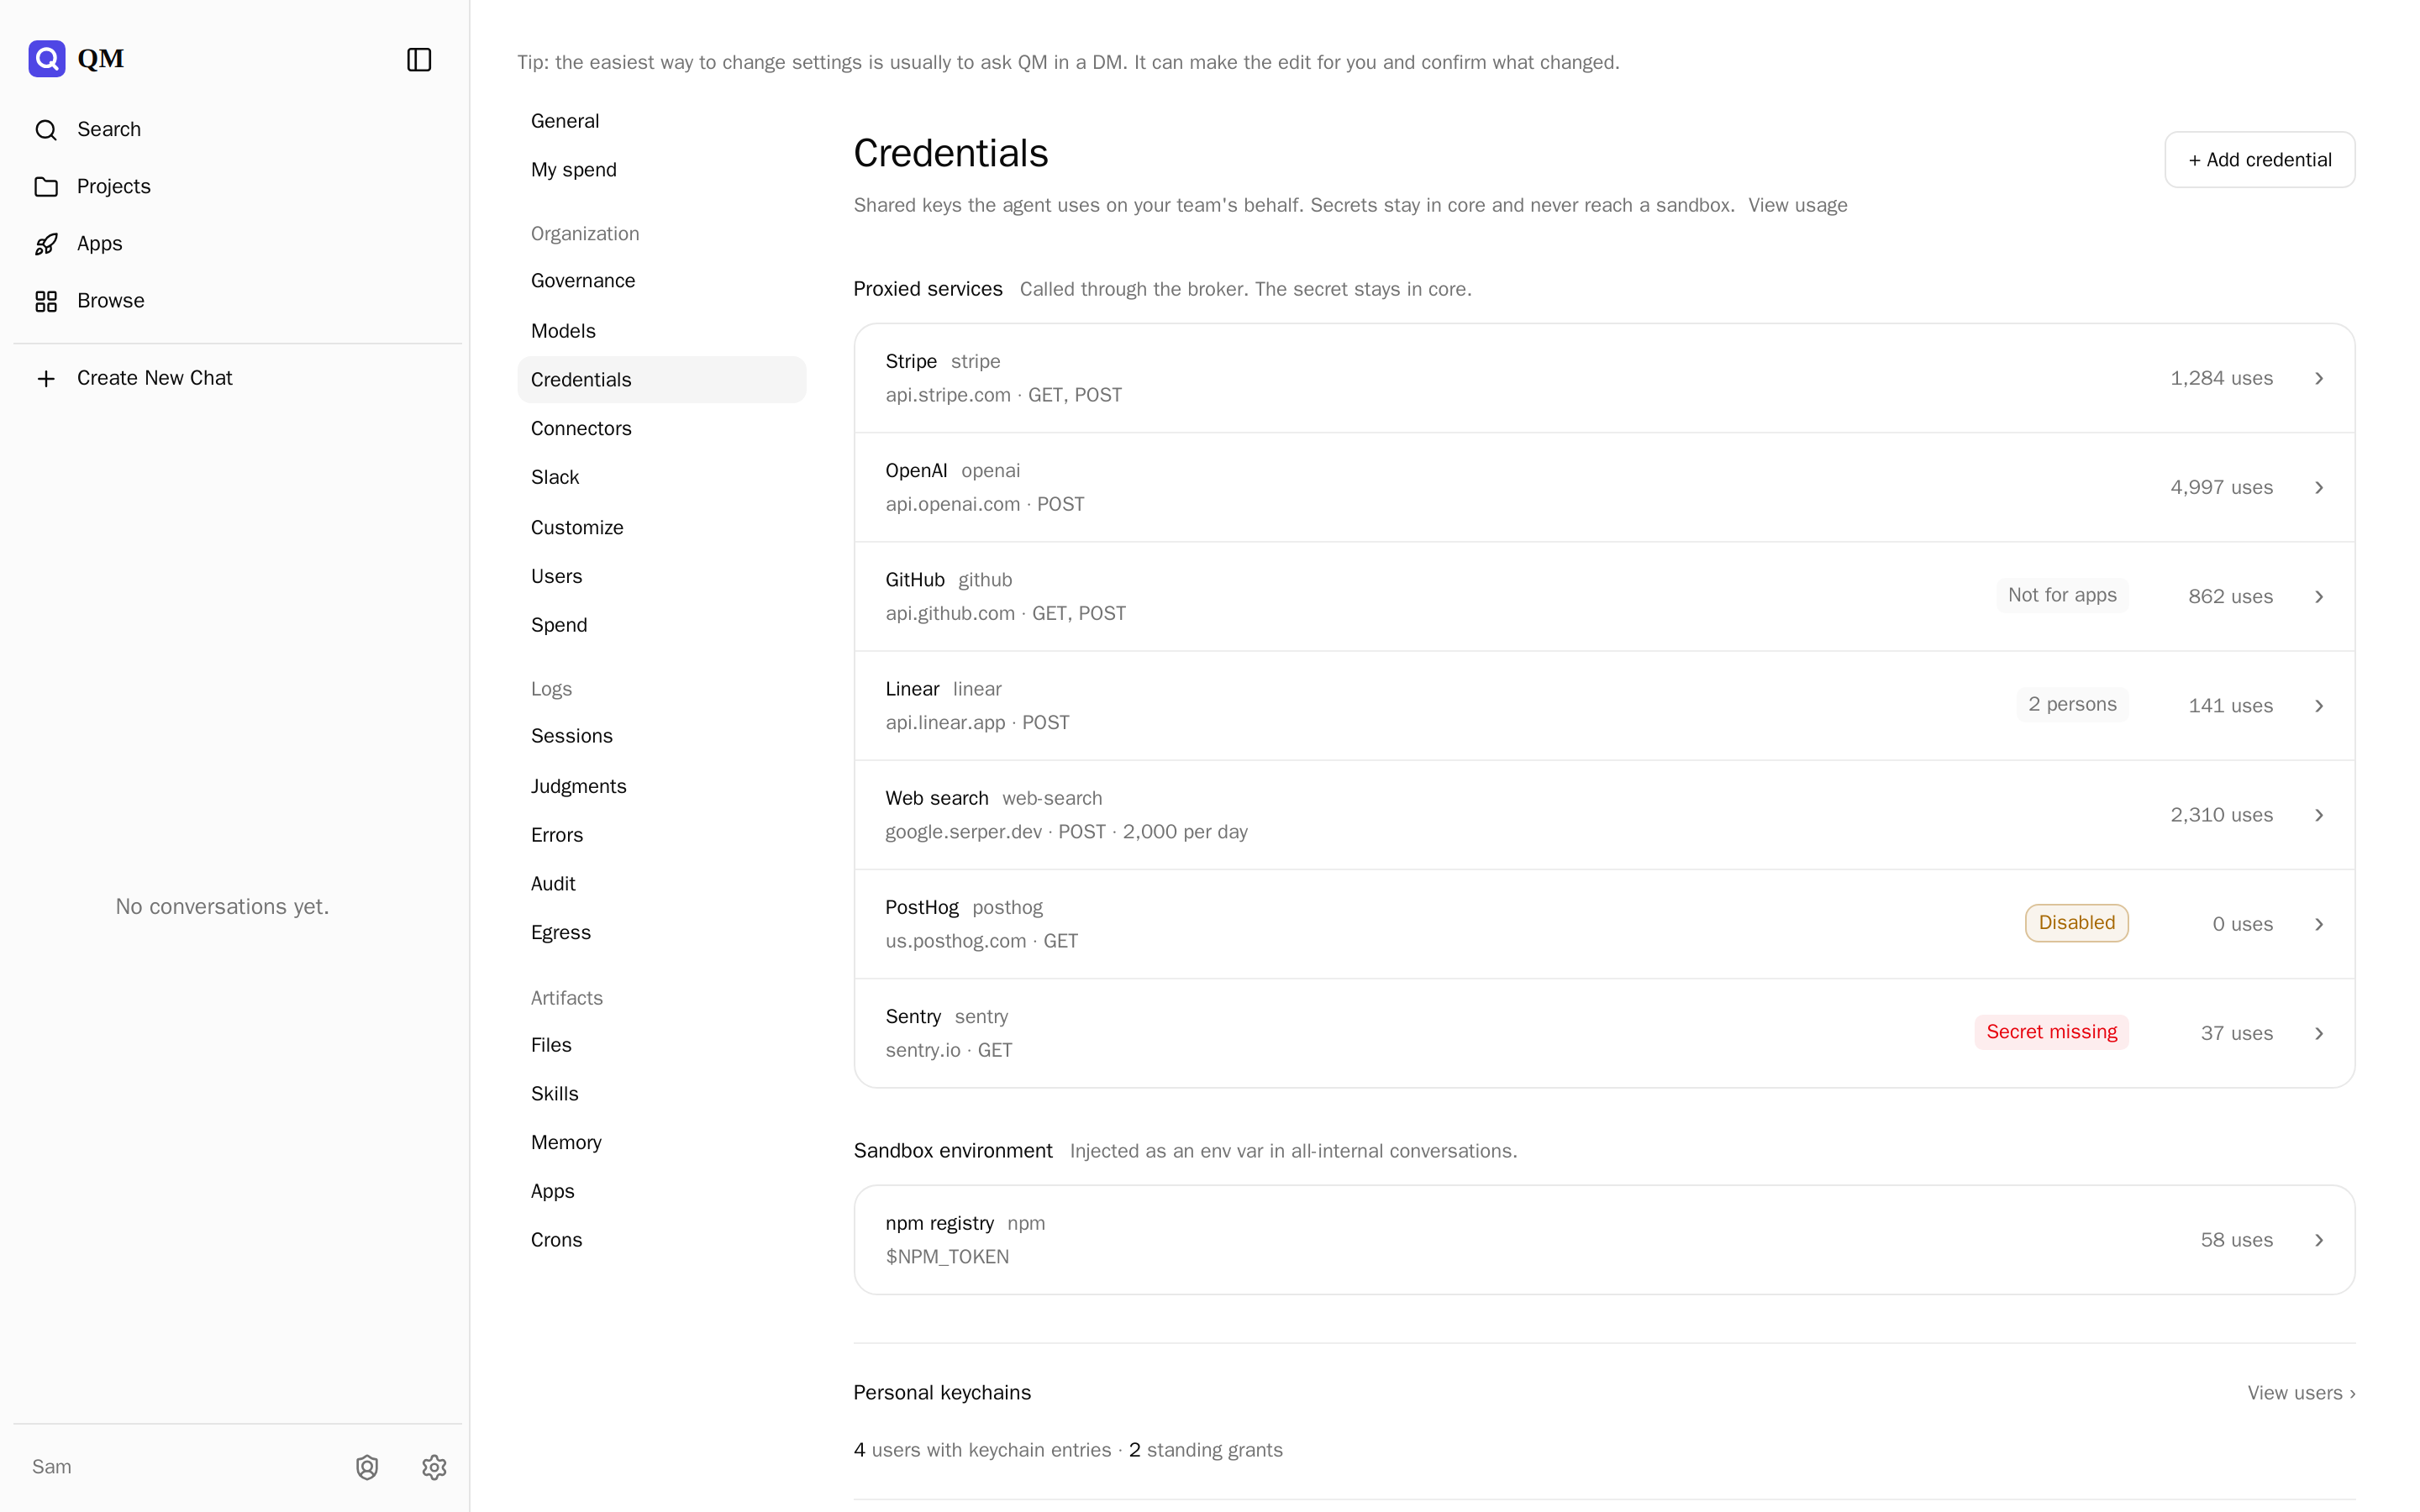 QM
Search
Projects
Apps
Browse
Create New Chat
No conversations yet.
Sam
Tip: the easiest way to change settings is usually to ask QM in a DM. It can make the edit for you and confirm what changed.
General
My spend
Organization
Governance
Models
Credentials
Connectors
Slack
Customize
Users
Spend
Logs
Sessions
Judgments
Errors
Audit
Egress
Artifacts
Files
Skills
Memory
Apps
Crons
Credentials
+ Add credential
Shared keys the agent uses on your team's behalf. Secrets stay in core and never reach a sandbox. View usage
Proxied services Called through the broker. The secret stays in core.
Stripe stripe
api.stripe.com · GET, POST
1,284 uses
OpenAI openai
api.openai.com · POST
4,997 uses
GitHub github
api.github.com · GET, POST
Not for apps 862 uses
Linear linear
api.linear.app · POST
2 persons 141 uses
Web search web-search
google.serper.dev · POST · 2,000 per day
2,310 uses
PostHog posthog
us.posthog.com · GET
Disabled 0 uses
Sentry sentry
sentry.io · GET
Secret missing 37 uses
Sandbox environment Injected as an env var in all-internal conversations.
npm registry npm
$NPM_TOKEN
58 uses
Personal keychains
View users ›
4 users with keychain entries · 2 standing grants